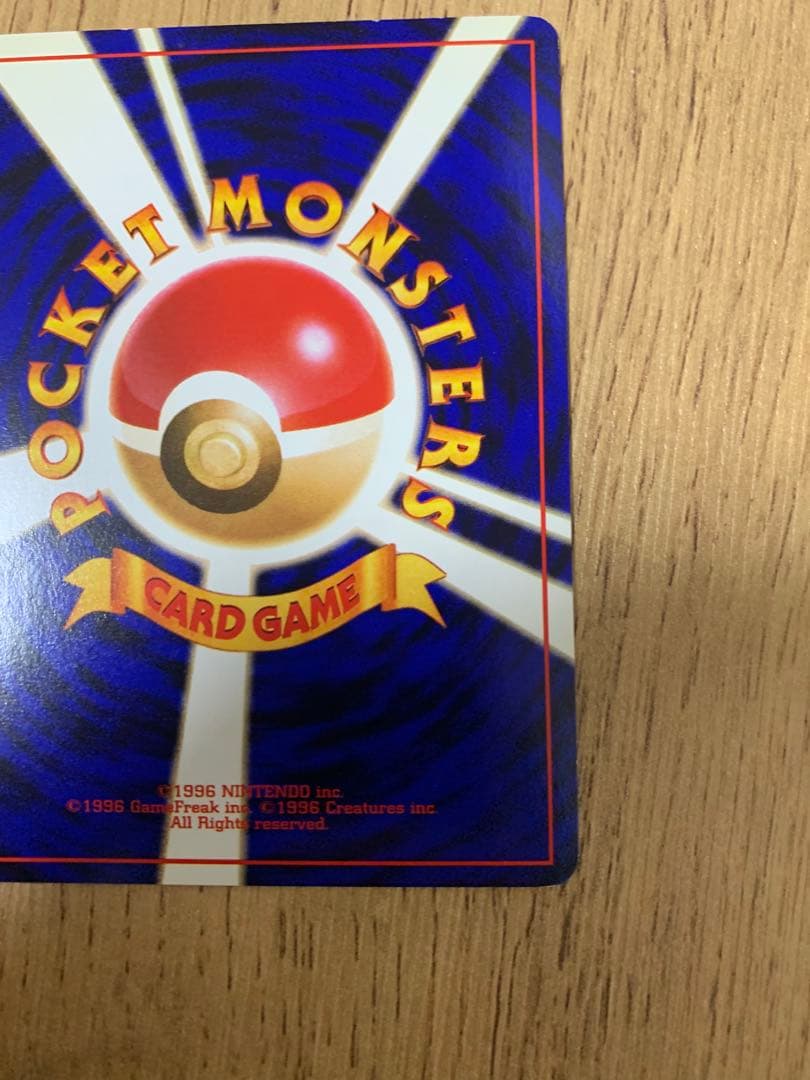 POCKET MONSTERS
CARD GAME
©1996 NINTENDO inc.
©1996 GameFreak inc. ©1996 Creatures inc.
All Rights reserved.